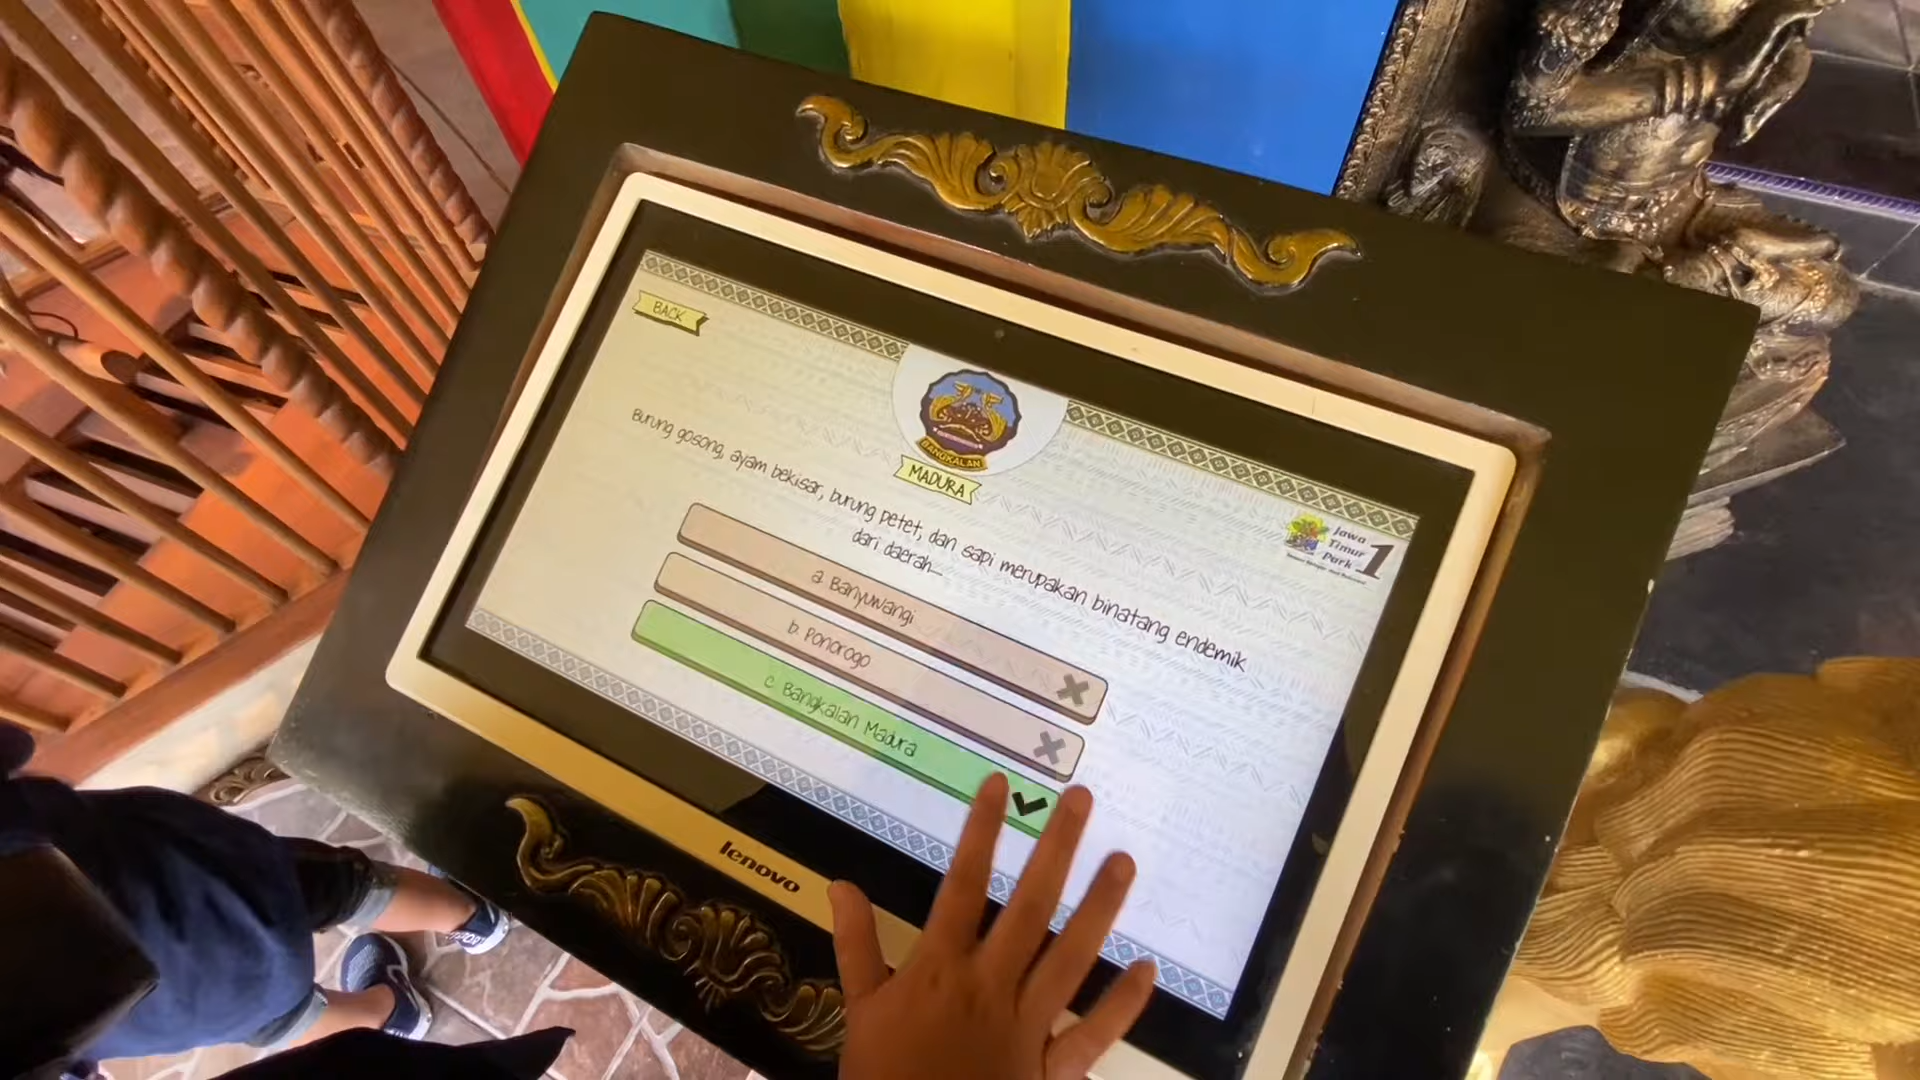 BACK
BANGKALAN
MADURA
Jawa
Timur
Park 1
Burung gosong, ayam bekisar, burung petet, dan sapi merupakan binatang endemik
dari daerah...
a. Banyuwangi
b. Ponorogo
c. Bangkalan Madura
lenovo